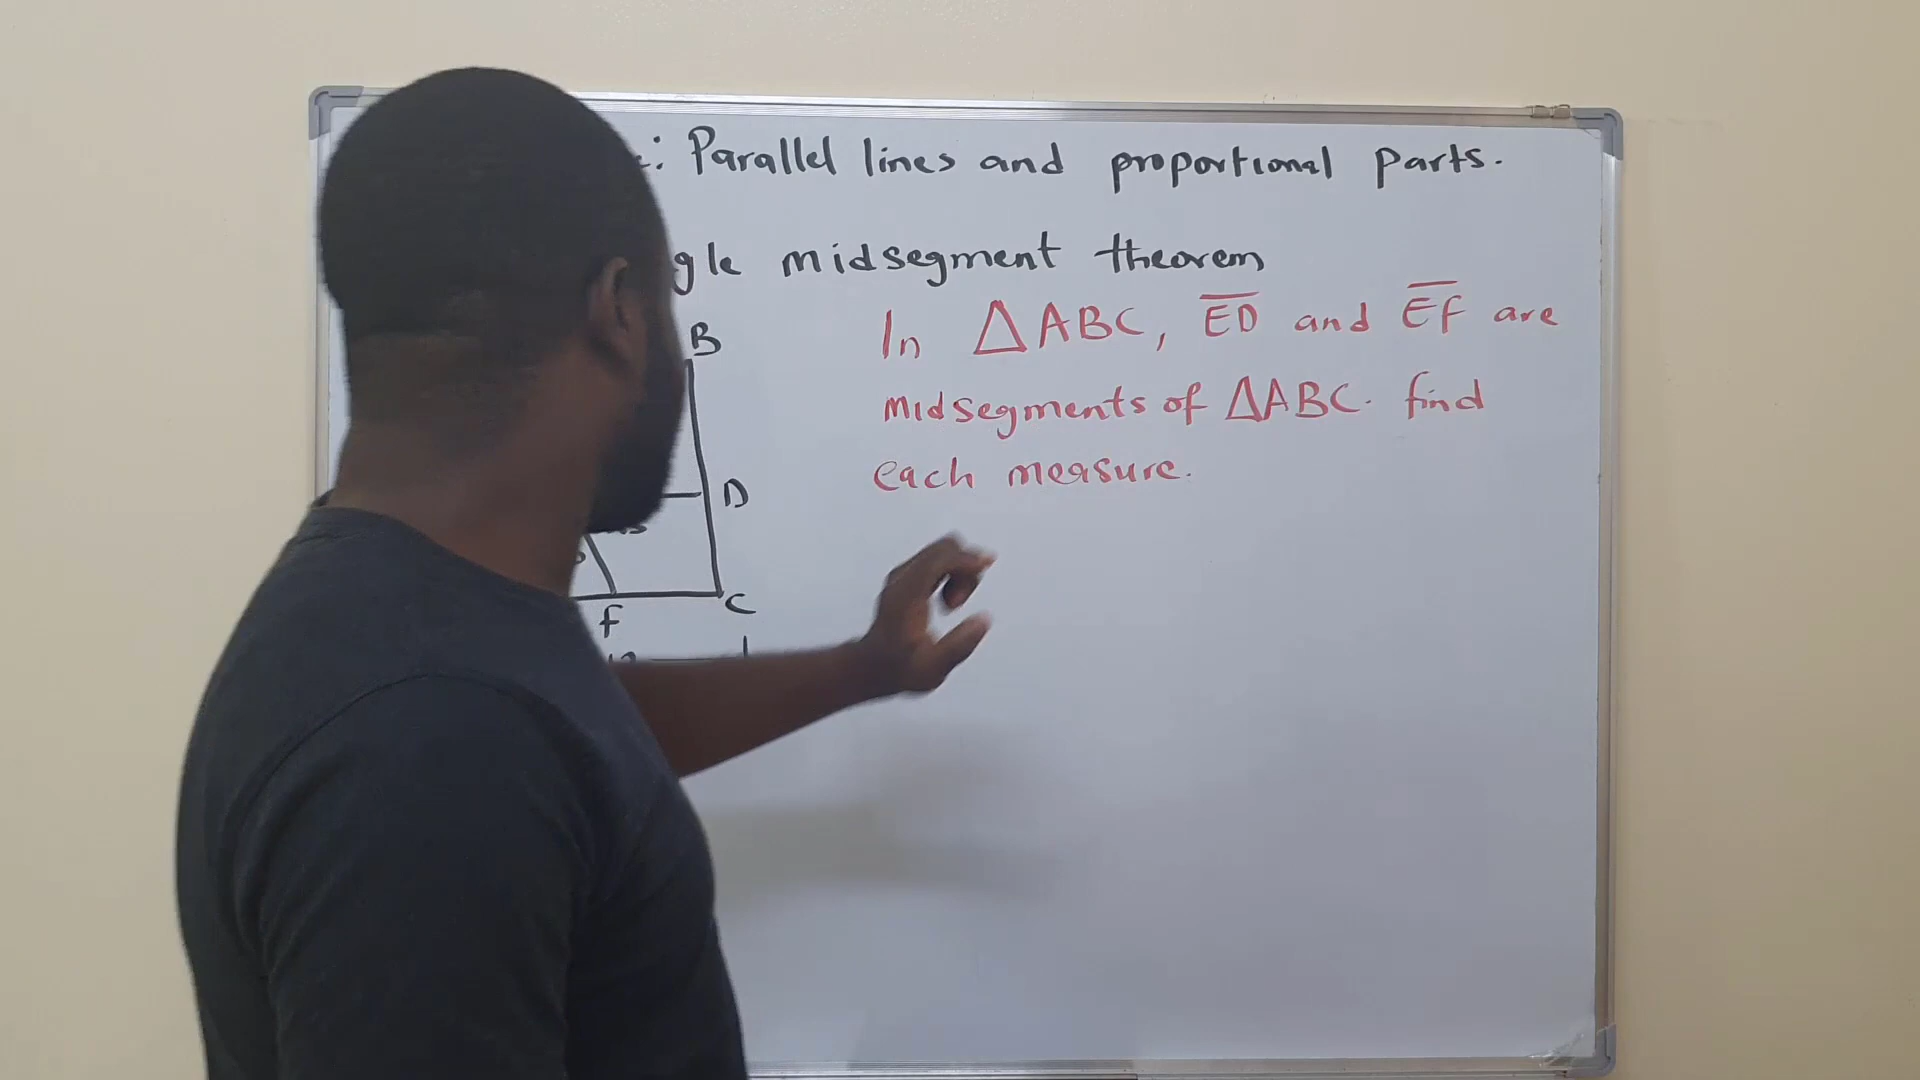 : Parallel lines and proportional parts.
midsegment theorem
B
In ΔABC, ED and EF are
midsegments of ΔABC. find
each measure.
D
F
C